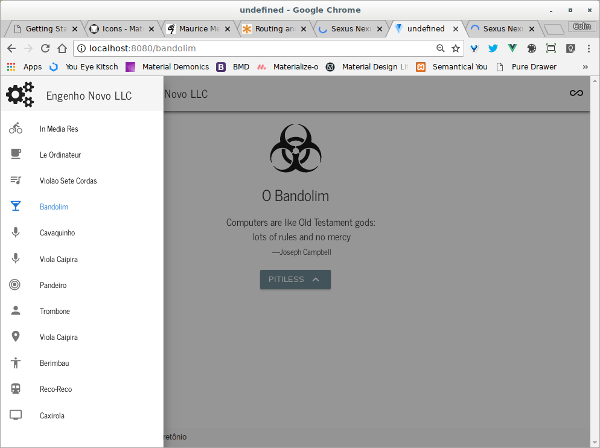 undefined - Google Chrome
Getting Sta
Icons - Mat
Maurice Me
Routing an
Sexus Nexu
undefined
Sexus Nexu
Colin
localhost:8080/bandolim
Apps
You Eye Kitsch
Material Demonics
BMD
Materialize-o
Material Design Li
Semantical You
Pure Drawer
»
Engenho Novo LLC
Novo LLC
In Media Res
Le Ordinateur
Violão Sete Cordas
Bandolim
Cavaquinho
Viola Caipira
Pandeiro
Trombone
Viola Caipira
Berimbau
Reco-Reco
Caxirola
O Bandolim
Computers are like Old Testament gods:
lots of rules and no mercy
—Joseph Campbell
PITILESS
retônio